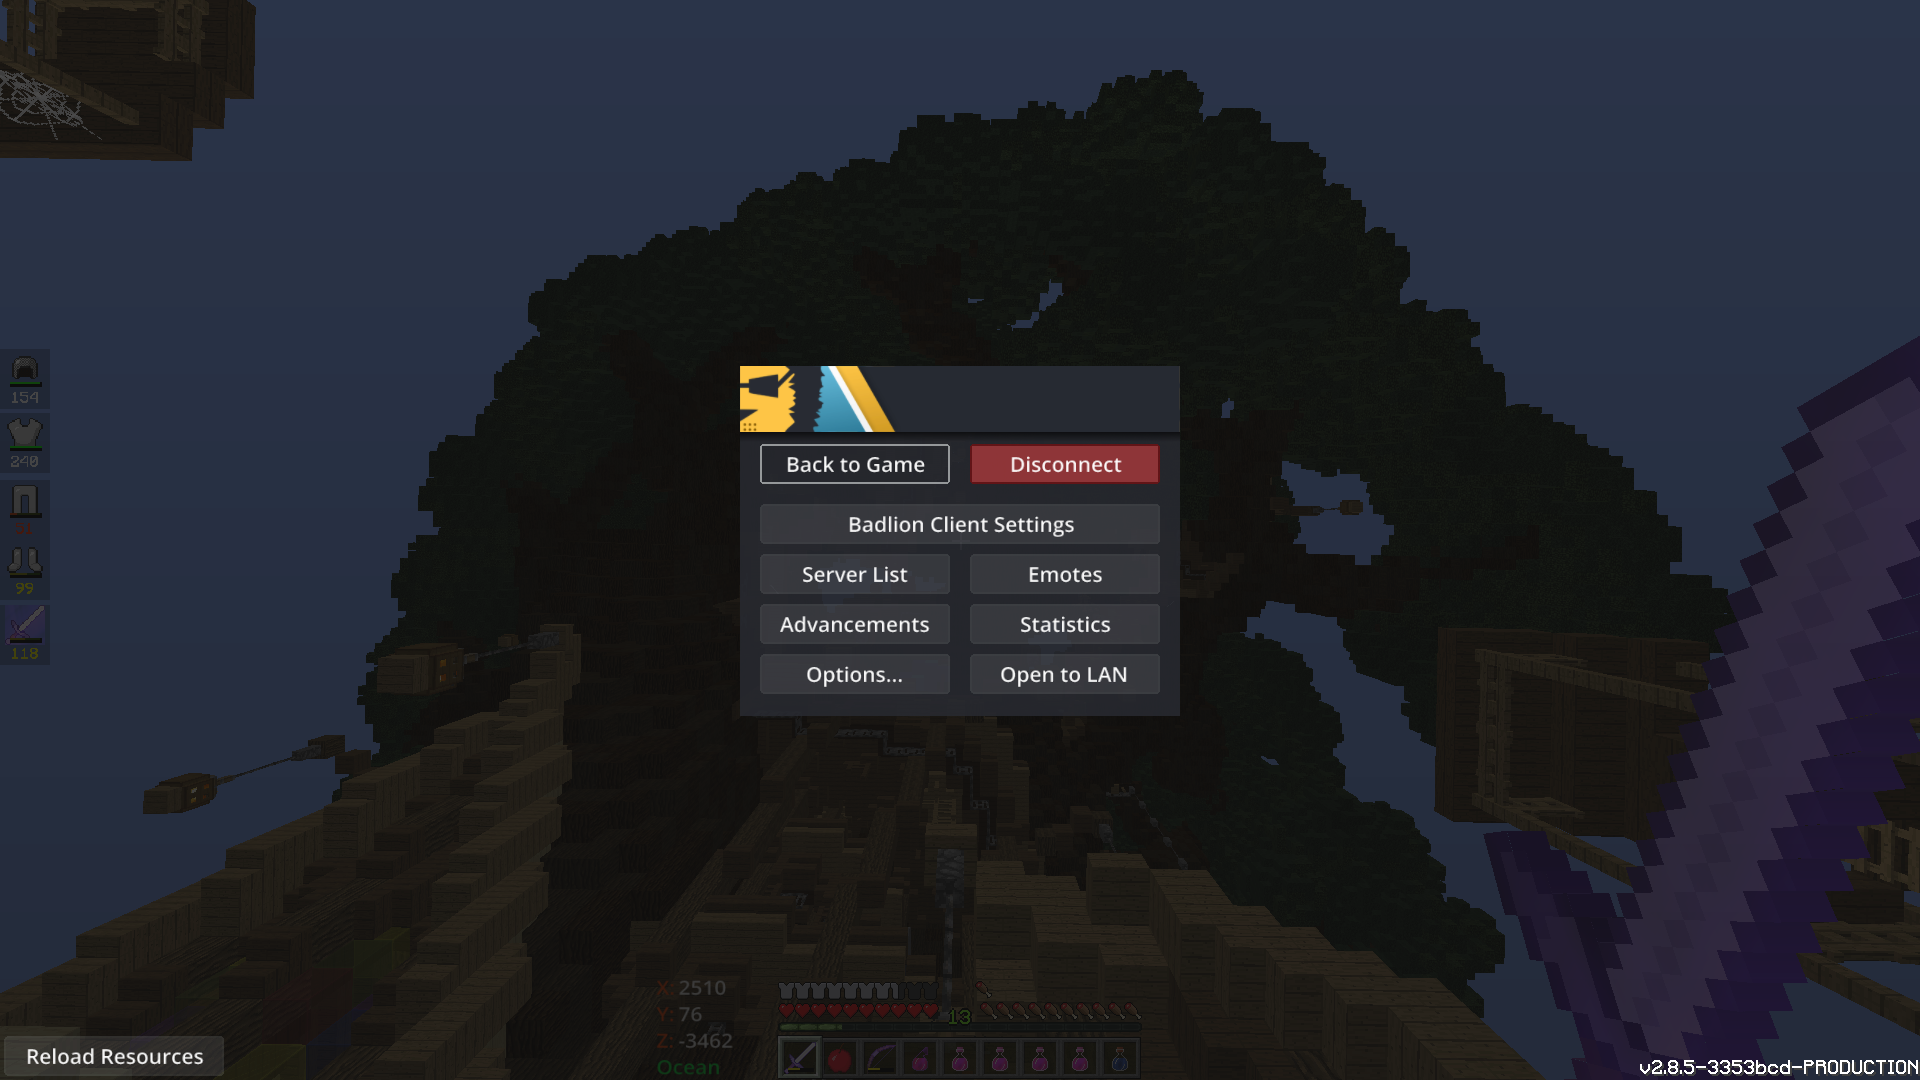 154
240
99
118
Back to Game
Disconnect
Badlion Client Settings
Server List
Emotes
Advancements
Statistics
Options...
Open to LAN
X: 2510
Y: 76
Z: -3462
Ocean
13
Reload Resources
v2.8.5-3353bcd-PRODUCTION